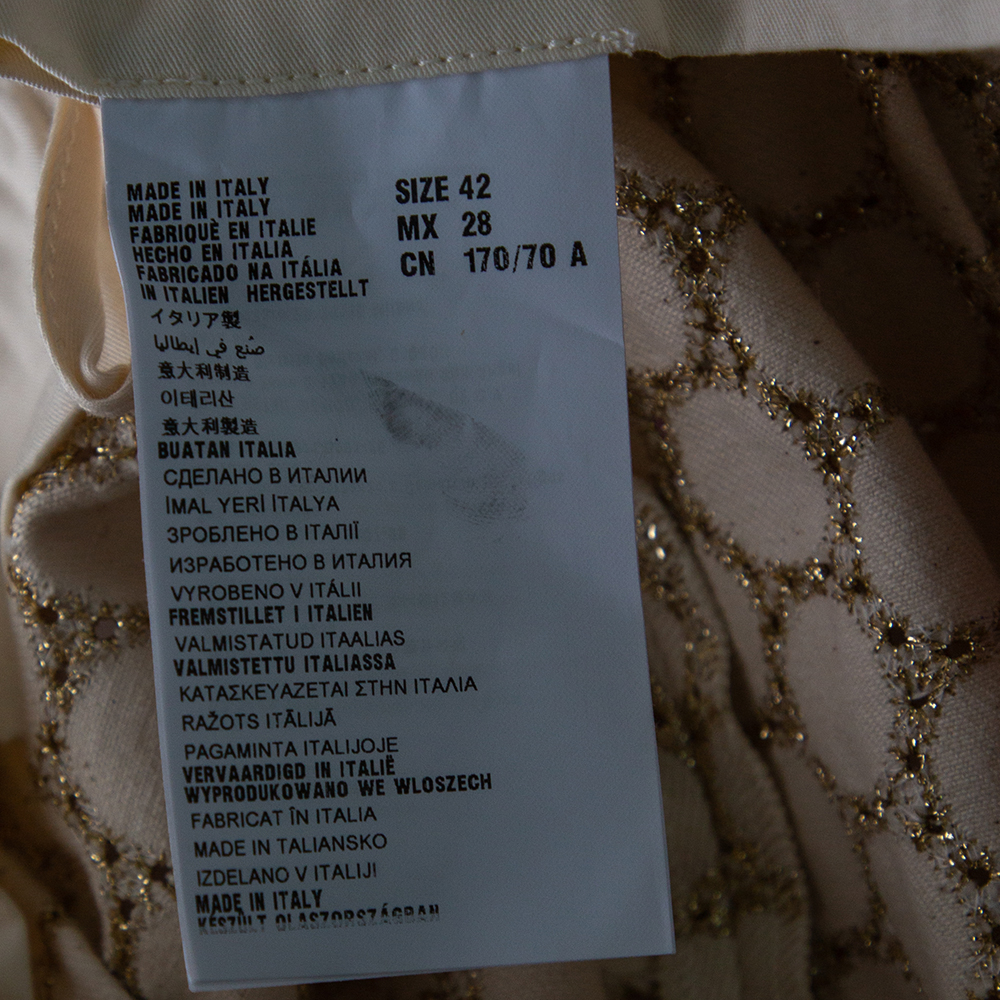 MADE IN ITALY
MADE IN ITALY
FABRIQUÈ EN ITALIE
HECHO EN ITALIA
FABRICADO NA ITÁLIA
IN ITALIEN HERGESTELLT
イタリア製
صُنع في إيطاليا
意大利制造
이테리산
意大利製造
BUATAN ITALIA
СДЕЛАНО В ИТАЛИИ
İMAL YERİ İTALYA
ЗРОБЛЕНО В ІТАЛІЇ
ИЗРАБОТЕНО В ИТАЛИЯ
VYROBENO V ITÁLII
FREMSTILLET I ITALIEN
VALMISTATUD ITAALIAS
VALMISTETTU ITALIASSA
ΚΑΤΑΣΚΕΥΑΖΕΤΑΙ ΣΤΗΝ ΙΤΑΛΙΑ
RAŽOTS ITĀLIJĀ
PAGAMINTA ITALIJOJE
VERVAARDIGD IN ITALIË
WYPRODUKOWANO WE WLOSZECH
FABRICAT ÎN ITALIA
MADE IN TALIANSKO
IZDELANO V ITALIJI
MADE IN ITALY
KÉSZÜLT OLASZORSZÁGBAN
SIZE 42
MX 28
CN 170/70 A